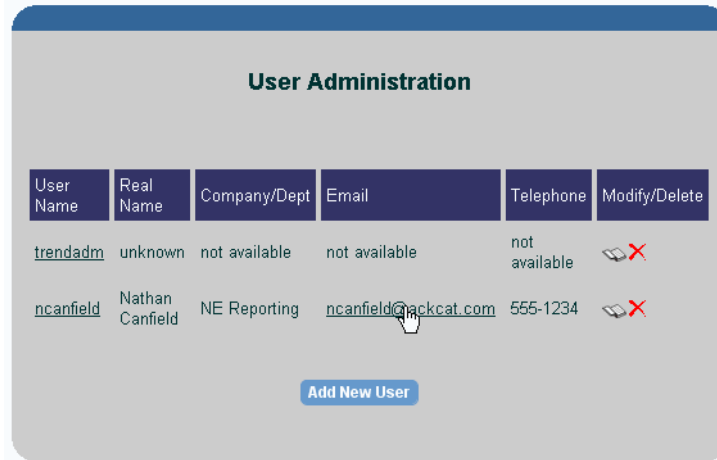 User Administration
User Name Real Name Company/Dept Email Telephone Modify/Delete
trendadm unknown not available not available not available
ncanfield Nathan Canfield NE Reporting 555-1234
Add New User